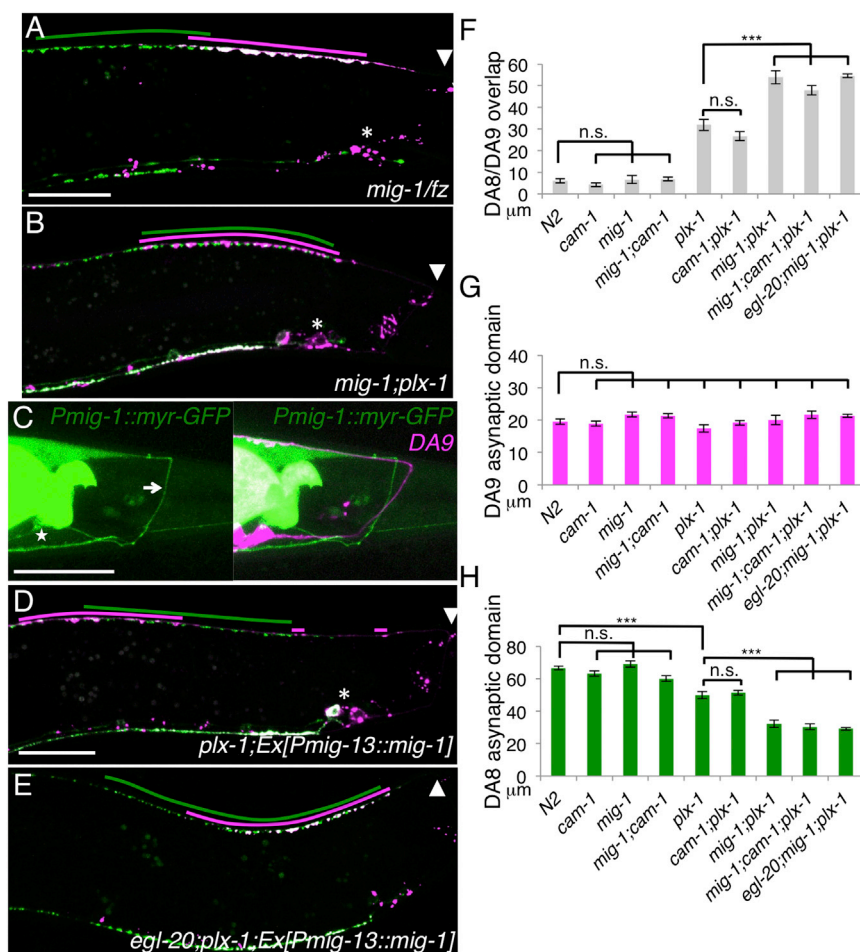 A
*
mig-1/fz
B
*
mig-1;plx-1
C
Pmig-1::myr-GFP
Pmig-1::myr-GFP
DA9
D
*
plx-1;Ex[Pmig-13::mig-1]
E
egl-20;plx-1;Ex[Pmig-13::mig-1]
F
DA8/DA9 overlap
μm
60
50
40
30
20
10
0
n.s.
n.s.
***
N2
cam-1
mig-1
mig-1;cam-1
plx-1
cam-1;plx-1
mig-1;plx-1
mig-1;cam-1;plx-1
egl-20;mig-1;plx-1
G
DA9 asynaptic domain
μm
40
30
20
10
0
n.s.
N2
cam-1
mig-1
mig-1;cam-1
plx-1
cam-1;plx-1
mig-1;plx-1
mig-1;cam-1;plx-1
egl-20;mig-1;plx-1
H
DA8 asynaptic domain
μm
80
60
40
20
0
***
n.s.
***
n.s.
N2
cam-1
mig-1
mig-1;cam-1
plx-1
cam-1;plx-1
mig-1;plx-1
mig-1;cam-1;plx-1
egl-20;mig-1;plx-1